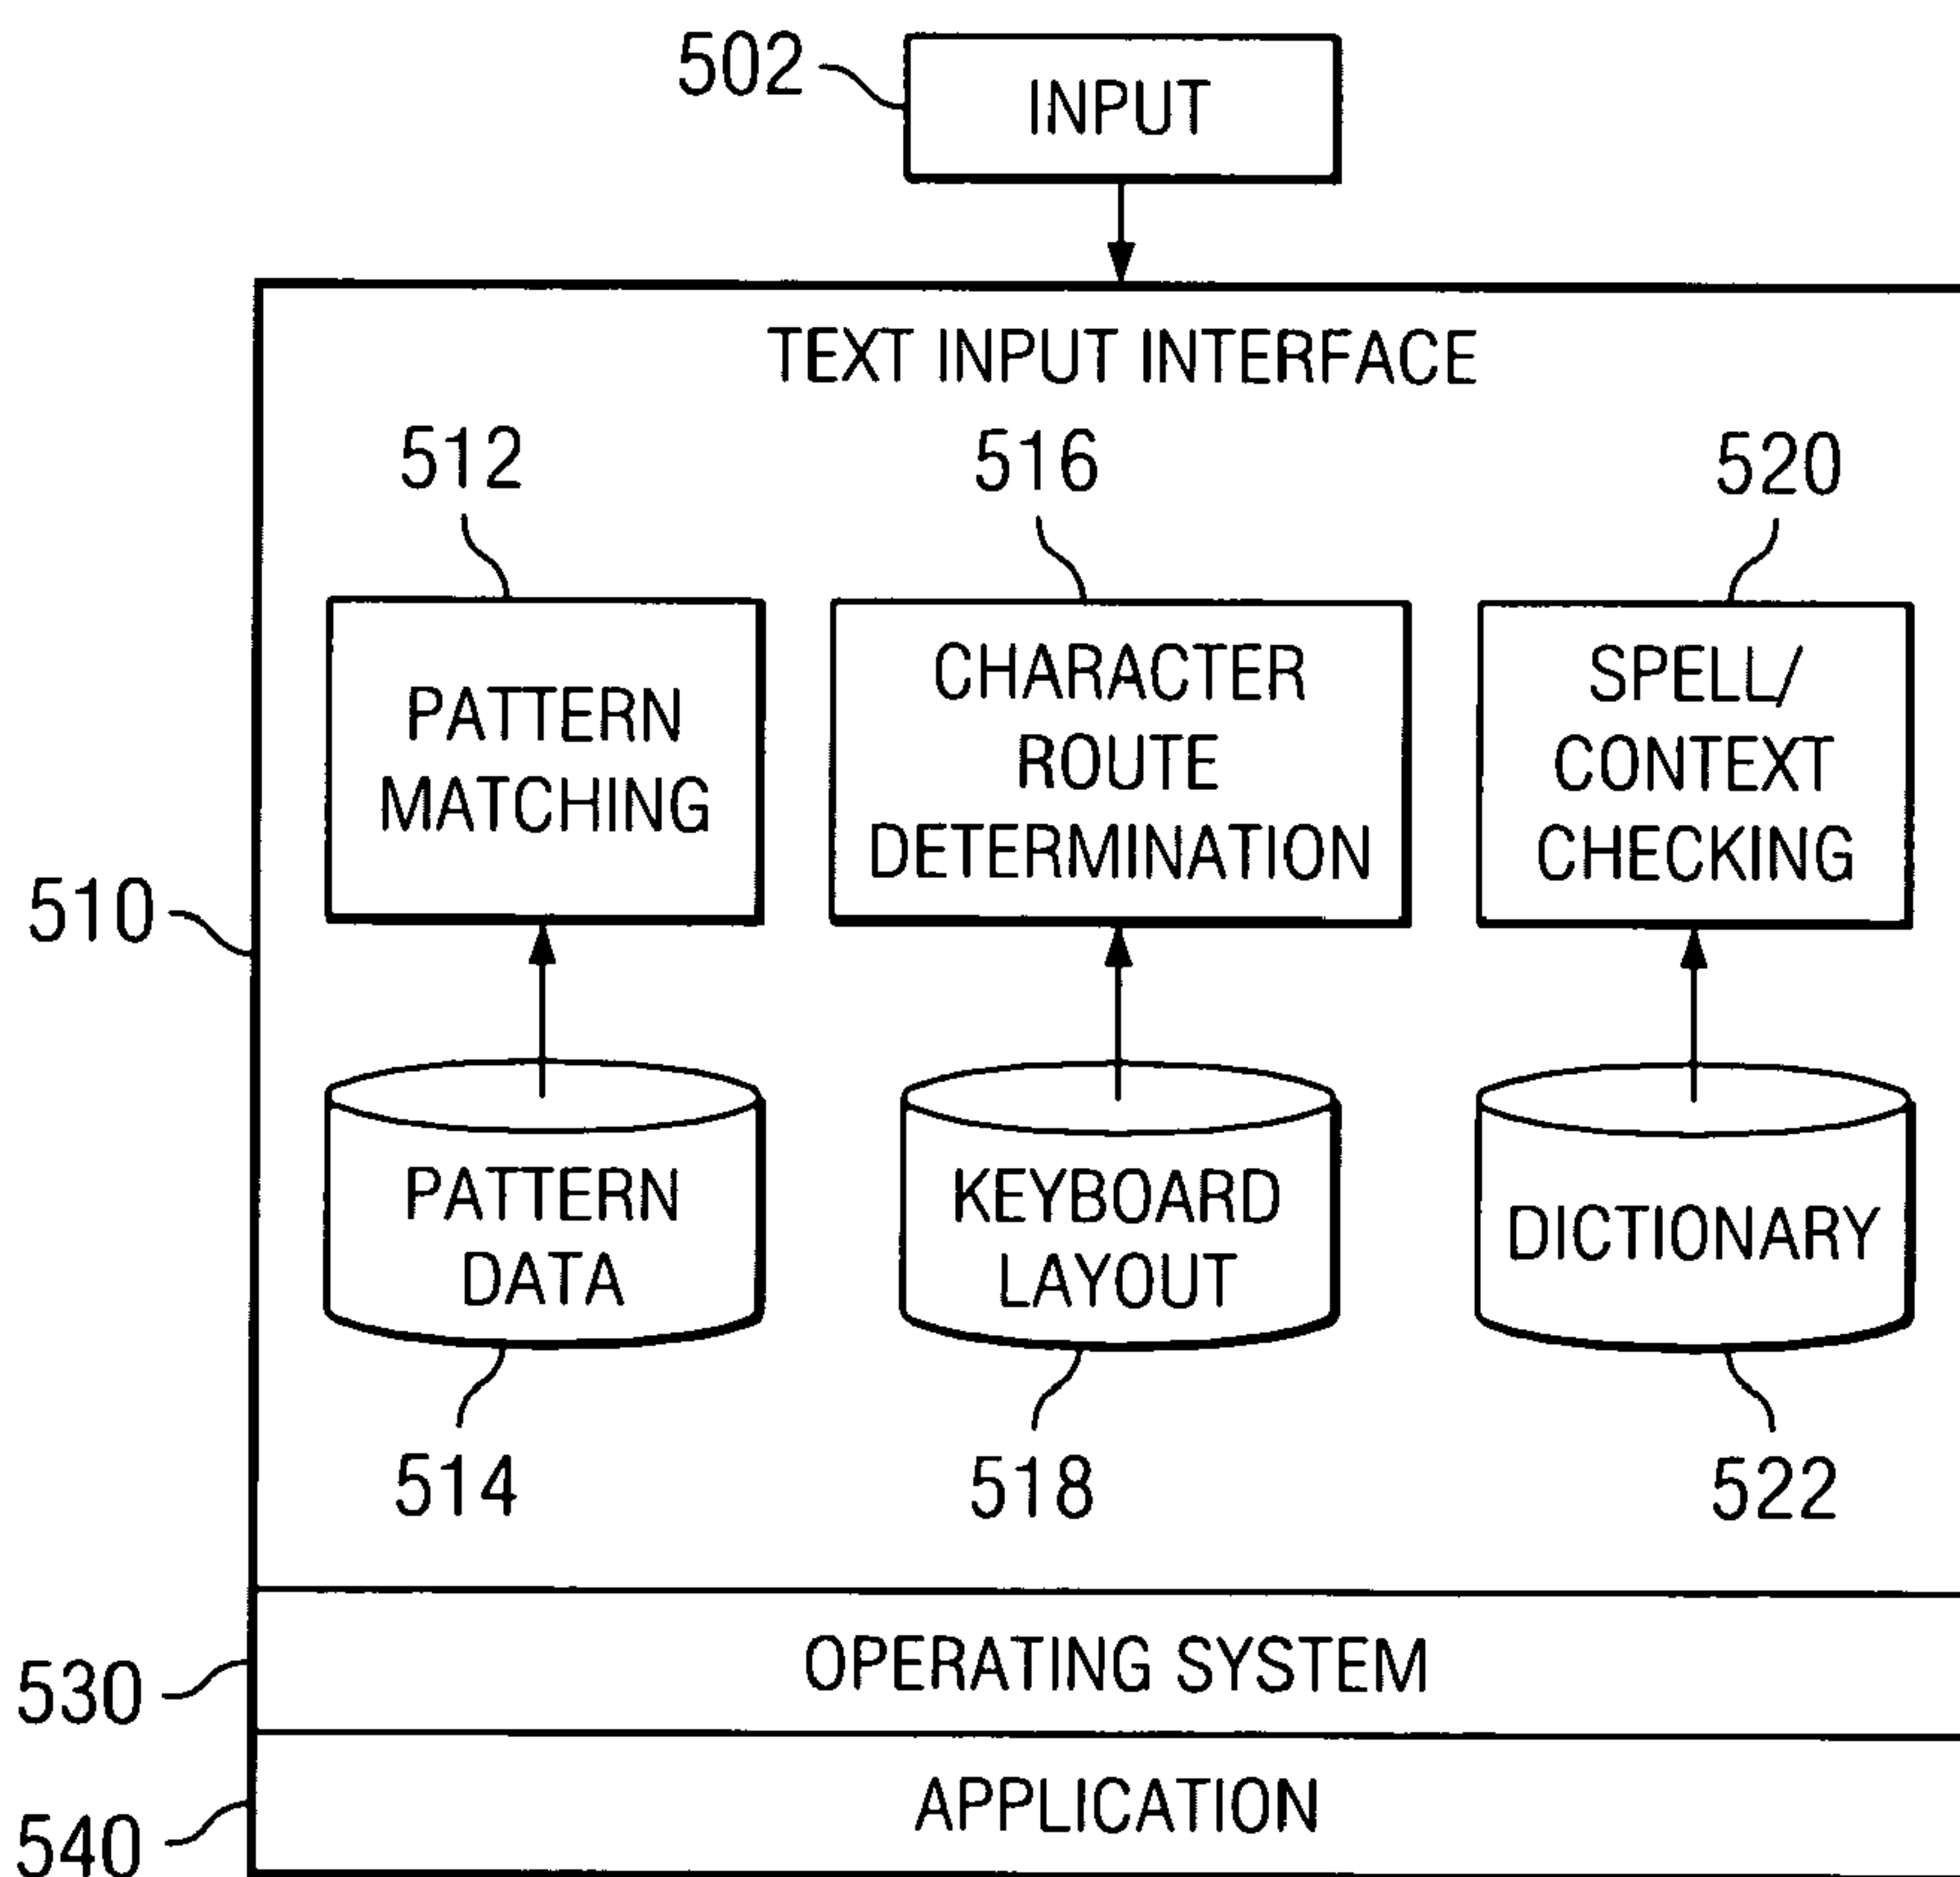 502
INPUT
TEXT INPUT INTERFACE
512
516
520
PATTERN
MATCHING
CHARACTER
ROUTE
DETERMINATION
SPELL/
CONTEXT
CHECKING
510
PATTERN
DATA
KEYBOARD
LAYOUT
DICTIONARY
514
518
522
OPERATING SYSTEM
530
APPLICATION
540